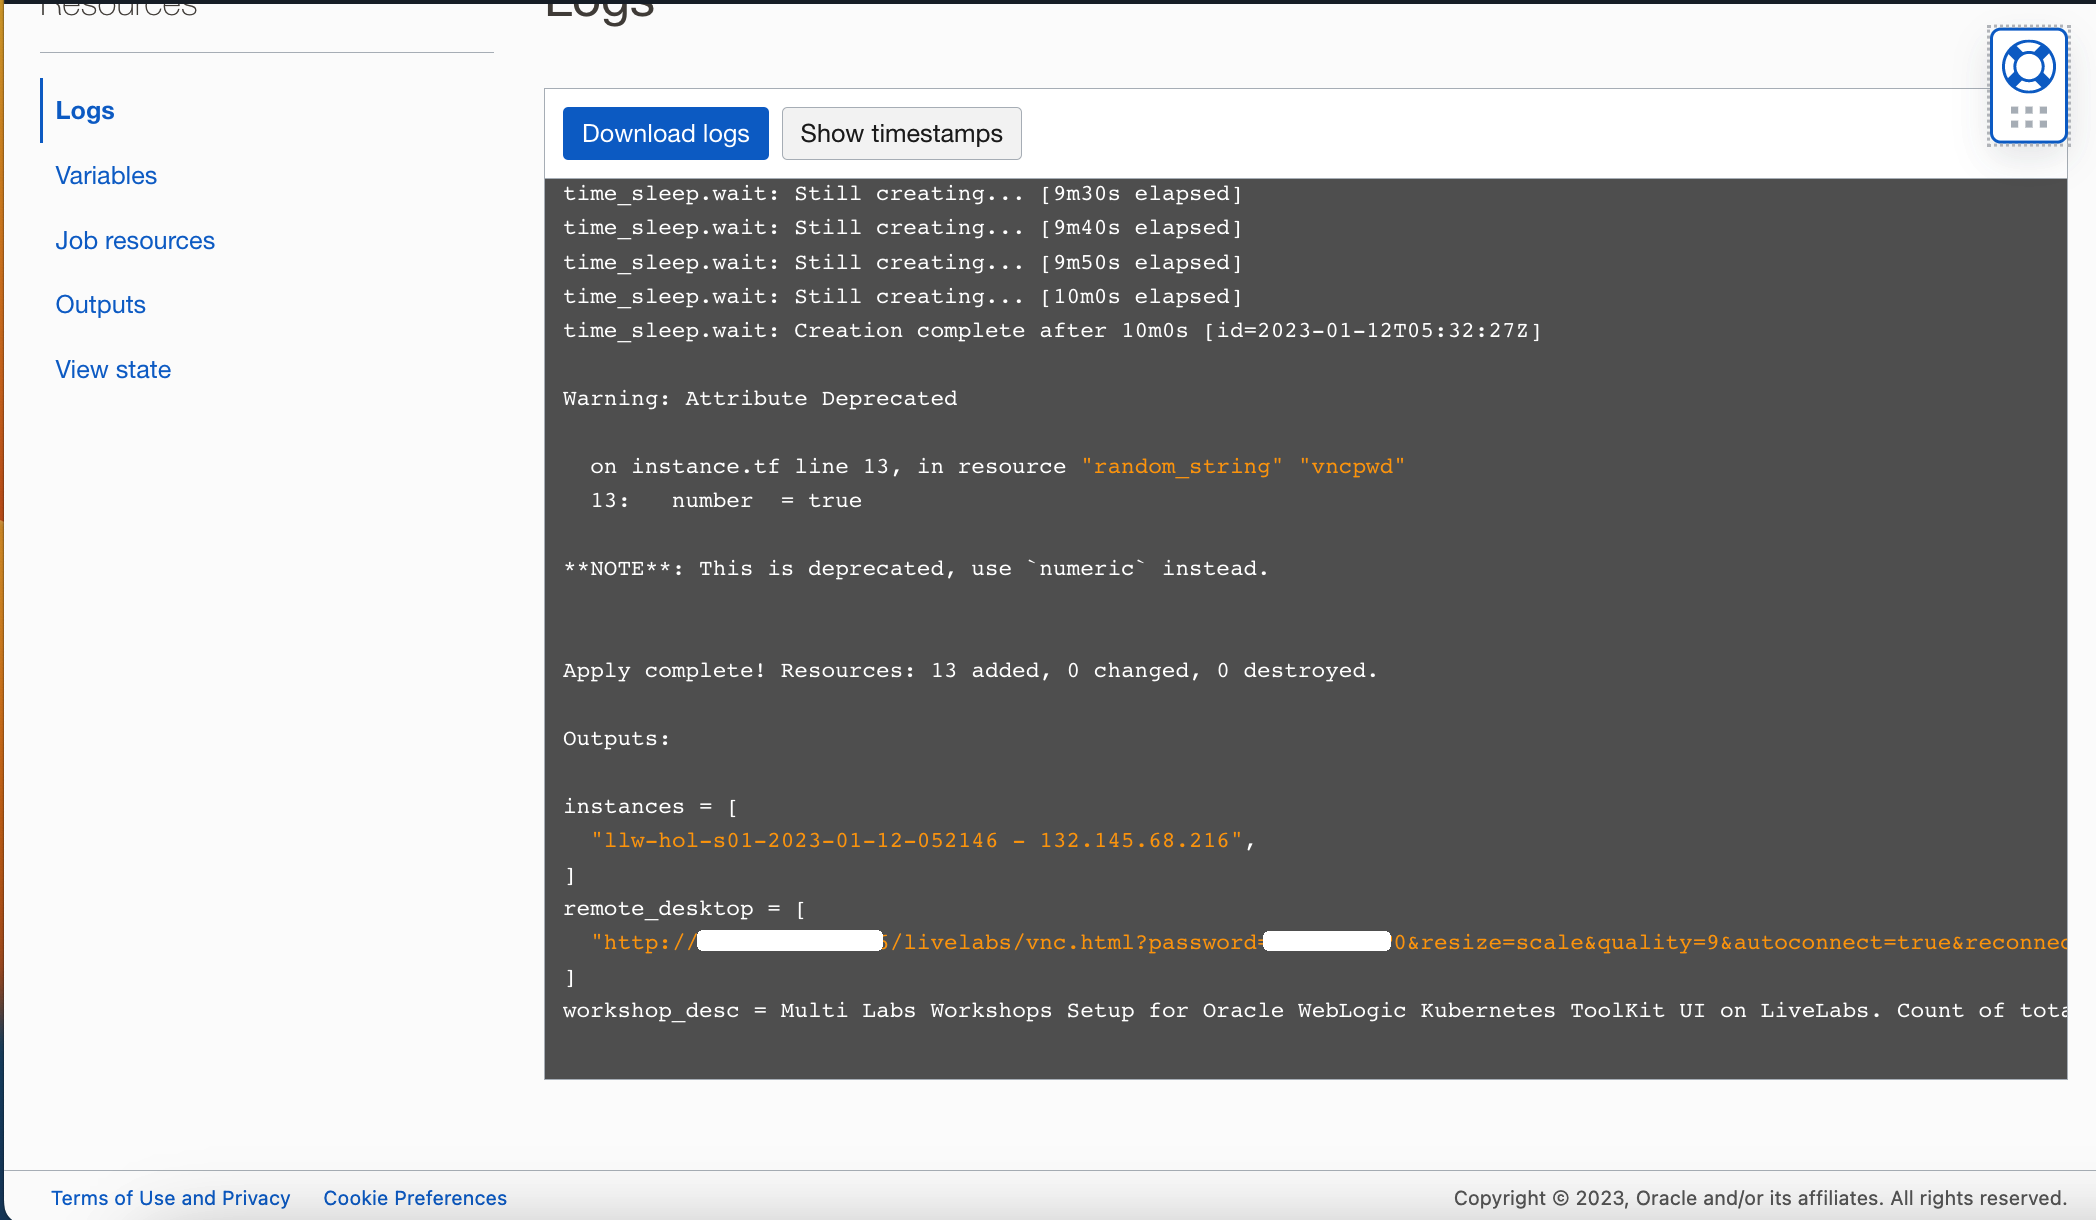 Resources
Logs
Logs
Variables
Job resources
Outputs
View state
Download logs
Show timestamps
time_sleep.wait: Still creating... [9m30s elapsed]
time_sleep.wait: Still creating... [9m40s elapsed]
time_sleep.wait: Still creating... [9m50s elapsed]
time_sleep.wait: Still creating... [10m0s elapsed]
time_sleep.wait: Creation complete after 10m0s [id=2023-01-12T05:32:27Z]
Warning: Attribute Deprecated
on instance.tf line 13, in resource "random_string" "vncpwd"
13:   number  = true
**NOTE**: This is deprecated, use `numeric` instead.
Apply complete! Resources: 13 added, 0 changed, 0 destroyed.
Outputs:
instances = [
"llw-hol-s01-2023-01-12-052146 - 132.145.68.216",
]
remote_desktop = [
"http:// /livelabs/vnc.html?password= 0&resize=scale&quality=9&autoconnect=true&reconnec
]
workshop_desc = Multi Labs Workshops Setup for Oracle WebLogic Kubernetes ToolKit UI on LiveLabs. Count of tota
Terms of Use and Privacy
Cookie Preferences
Copyright © 2023, Oracle and/or its affiliates. All rights reserved.